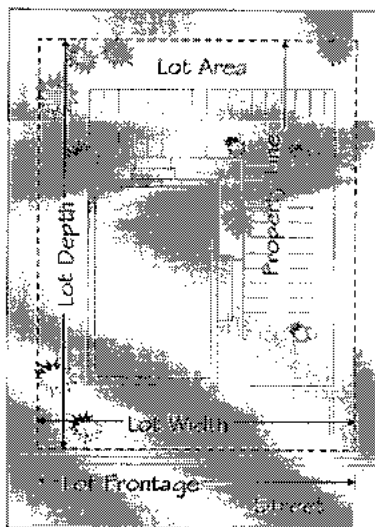 Lot Area
Property Line
Lot Depth
Lot Width
Lot Frontage
Street